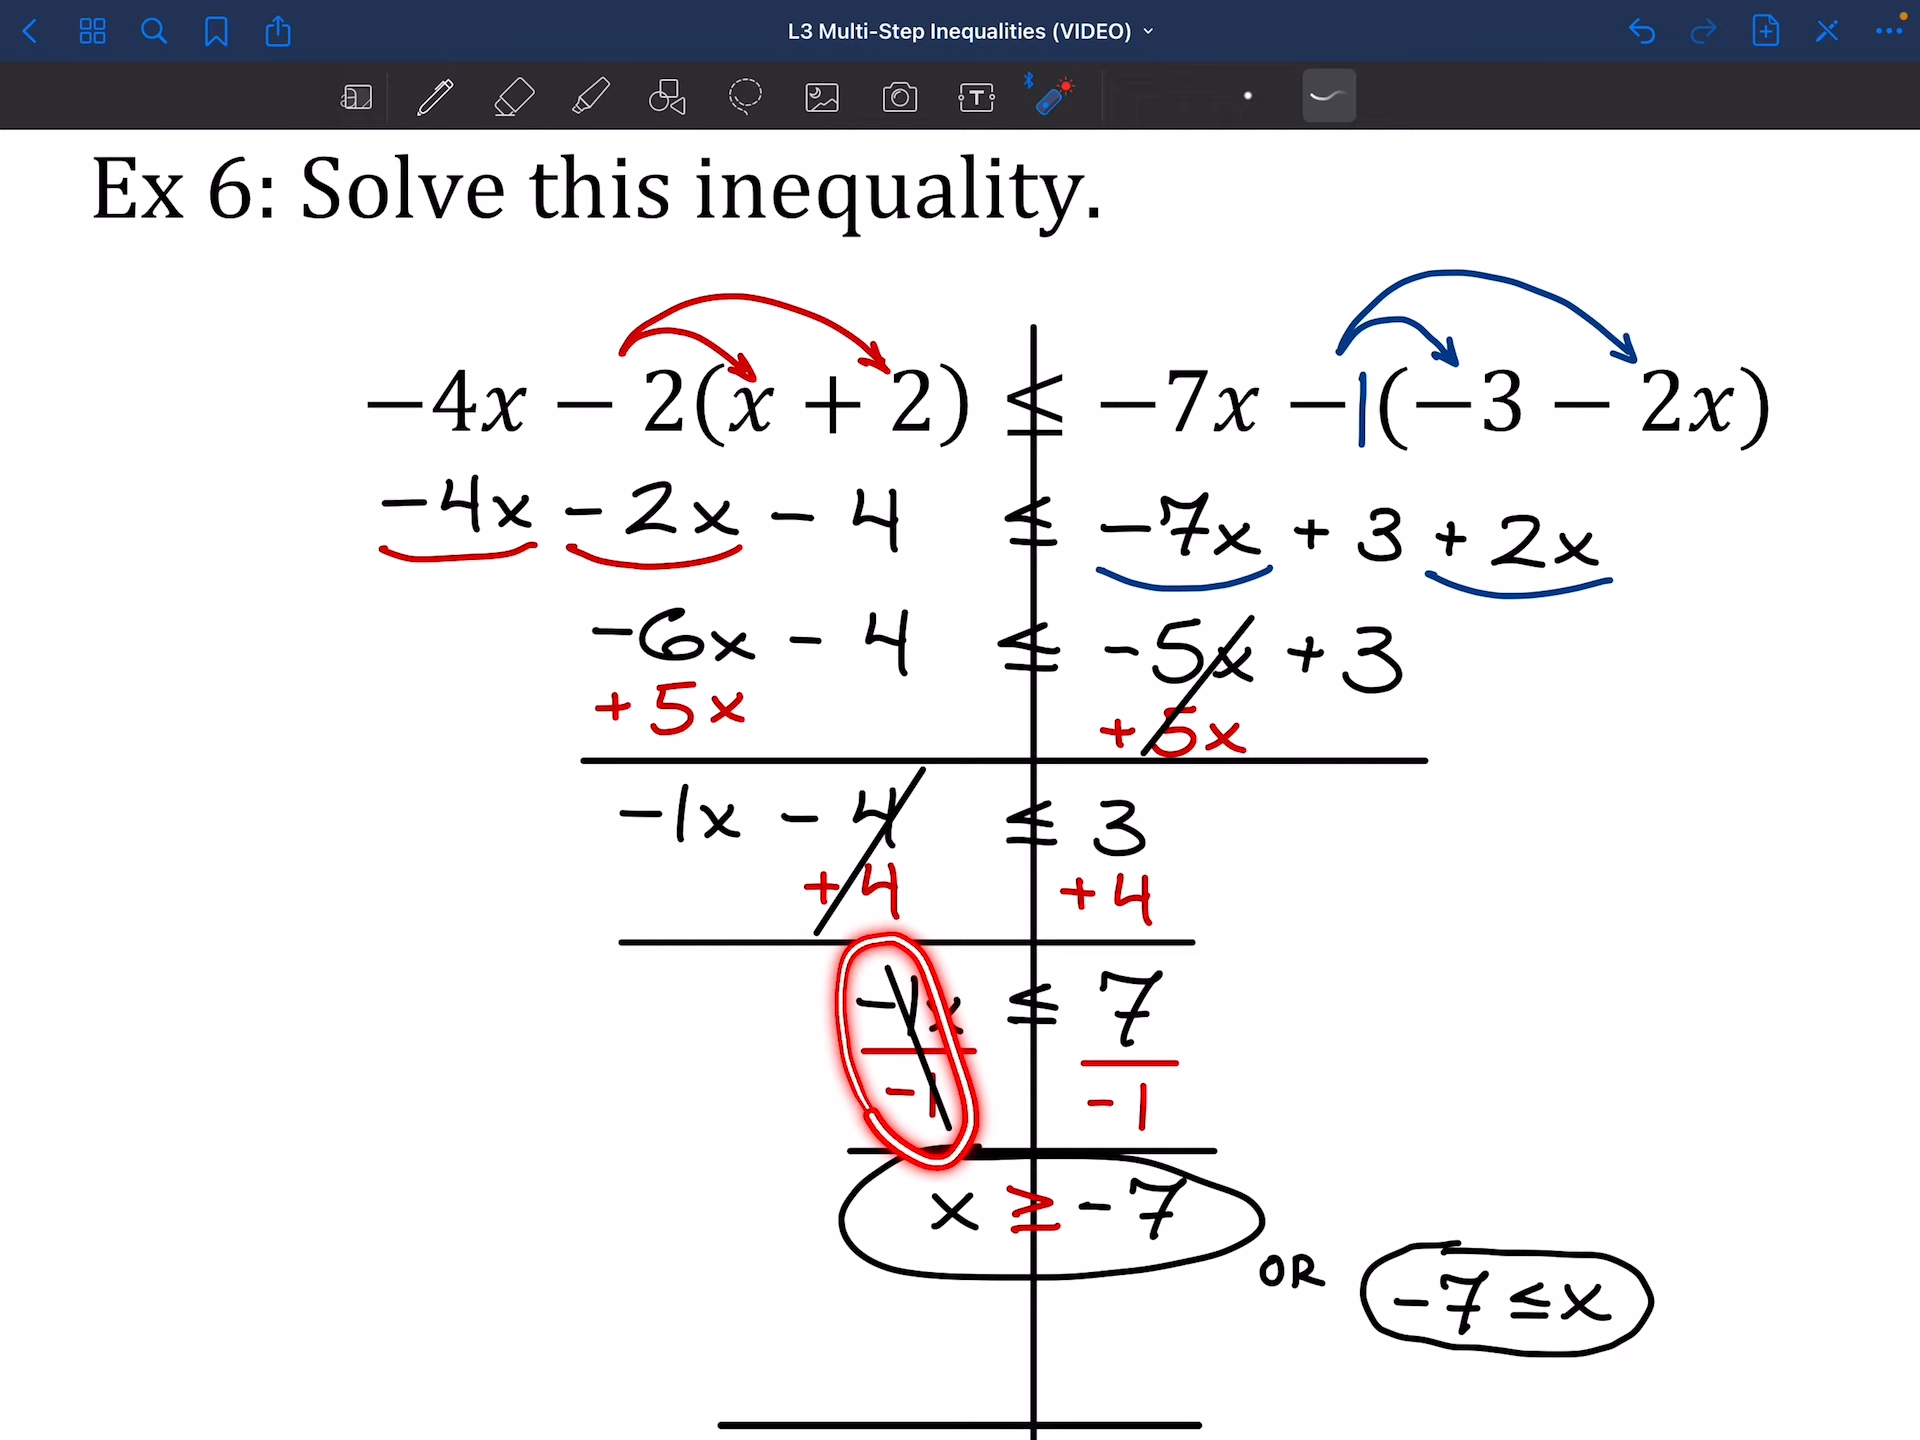 L3 Multi-Step Inequalities (VIDEO)
T
Ex 6: Solve this inequality.
−4x − 2(x + 2) ≤ −7x −1(−3 − 2x)
-4x - 2x - 4 ≤ -7x + 3 + 2x
-6x - 4 ≤ -5x + 3
+ 5x + 5x
-1x - 4 ≤ 3
+ 4 + 4
-1x ≤ 7
-1 -1
x ≥ -7
OR -7 ≤ x